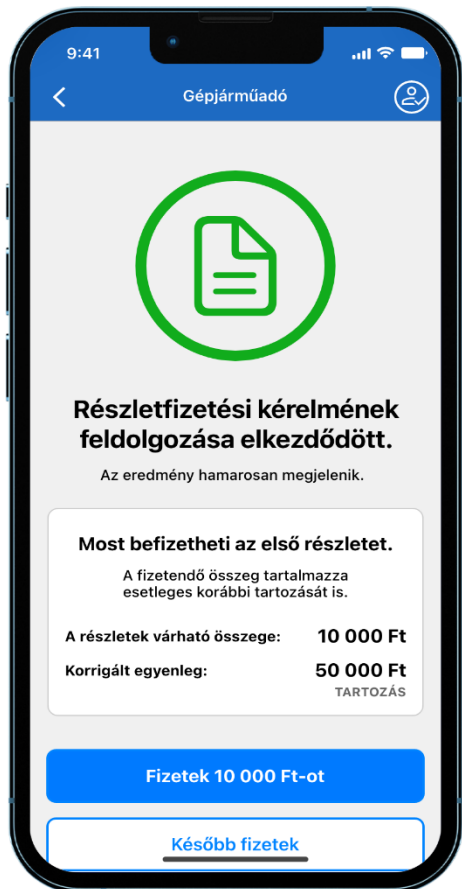 9:41
Gépjárműadó
Részletfizetési kérelmének
feldolgozása elkezdődött.
Az eredmény hamarosan megjelenik.
Most befizetheti az első részletet.
A fizetendő összeg tartalmazza
esetleges korábbi tartozását is.
A részletek várható összege: 10 000 Ft
Korrigált egyenleg: 50 000 Ft
TARTOZÁS
Fizetek 10 000 Ft-ot
Később fizetek